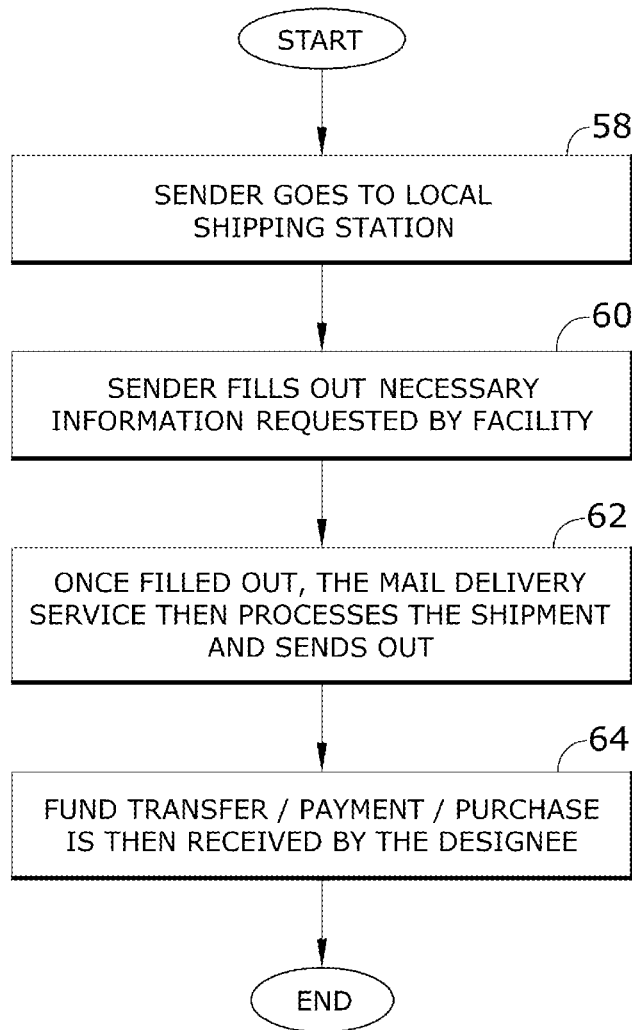 START
58
SENDER GOES TO LOCAL
SHIPPING STATION
60
SENDER FILLS OUT NECESSARY
INFORMATION REQUESTED BY FACILITY
62
ONCE FILLED OUT, THE MAIL DELIVERY
SERVICE THEN PROCESSES THE SHIPMENT
AND SENDS OUT
64
FUND TRANSFER / PAYMENT / PURCHASE
IS THEN RECEIVED BY THE DESIGNEE
END